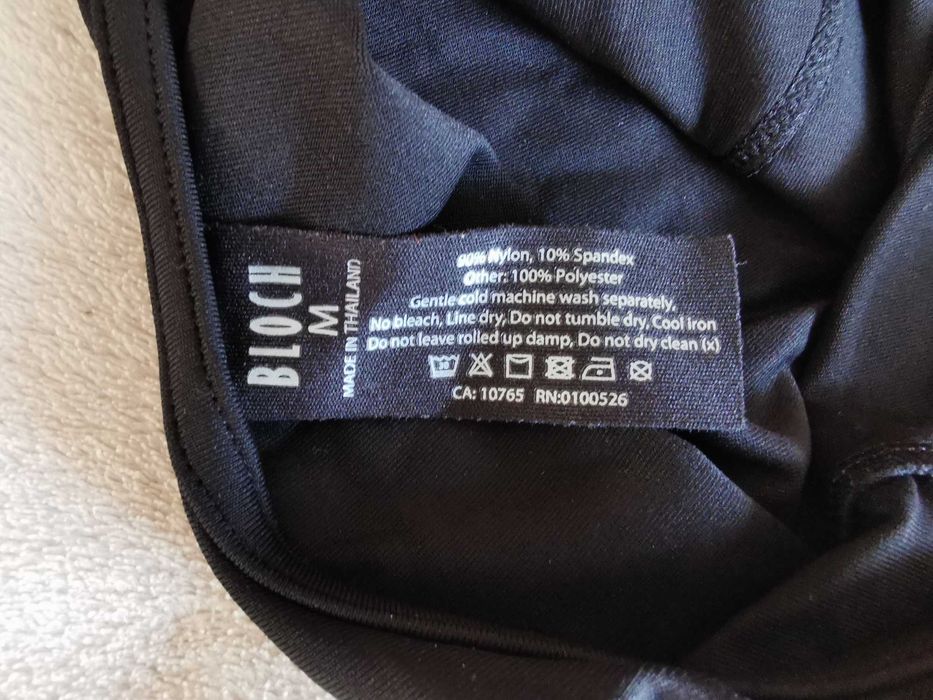 BLOCH
M
MADE IN THAILAND
90% Nylon, 10% Spandex
Other: 100% Polyester
Gentle cold machine wash separately,
No bleach, Line dry, Do not tumble dry, Cool iron
Do not leave rolled up damp, Do not dry clean (x)
30
CA: 10765 RN:0100526